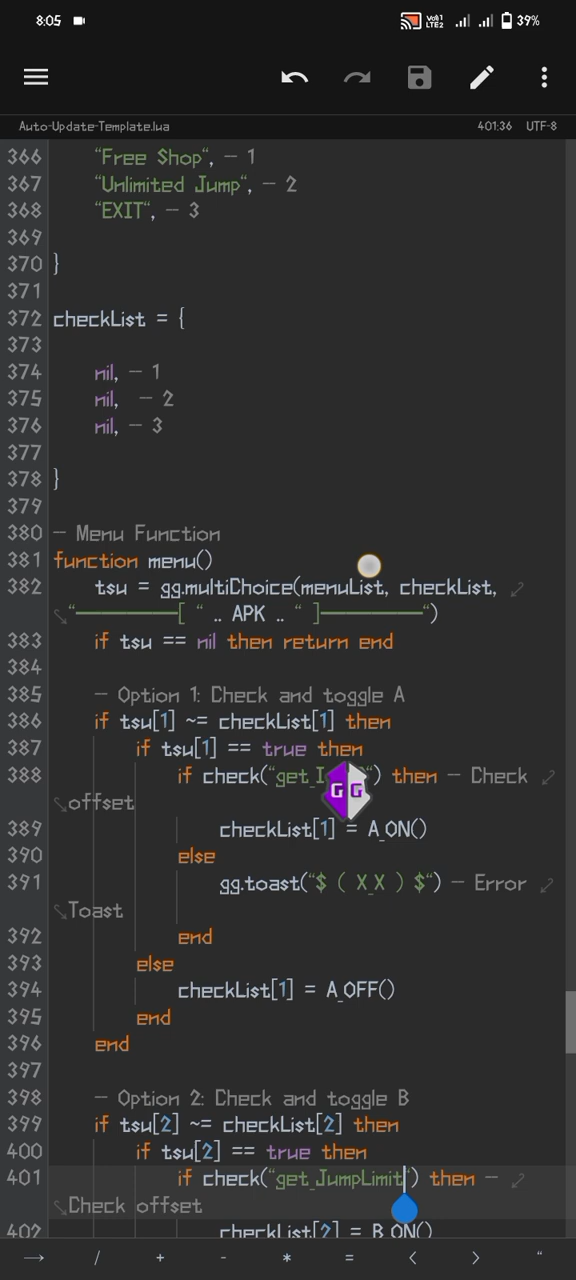 8:05
Vo1 LTE2
39%
Auto-Update-Template.lua 401:36 UTF-8
366 "Free Shop", -- 1
367 "Unlimited Jump", -- 2
368 "EXIT", -- 3
369
370 }
371
372 checkList = {
373
374 nil, -- 1
375 nil, -- 2
376 nil, -- 3
377
378 }
379
380 -- Menu Function
381 function menu()
382 tsu = gg.multiChoice(menuList, checkList,
"────────[ " .. APK .. " ]────────")
383 if tsu == nil then return end
384
385 -- Option 1: Check and toggle A
386 if tsu[1] ~= checkList[1] then
387 if tsu[1] == true then
388 if check("get_ ") then -- Check
offset
GG
389 checkList[1] = A_ON()
390 else
391 gg.toast("$ ( X_X ) $") -- Error
Toast
392 end
393 else
394 checkList[1] = A_OFF()
395 end
396 end
397
398 -- Option 2: Check and toggle B
399 if tsu[2] ~= checkList[2] then
400 if tsu[2] == true then
401 if check("get_JumpLimit") then --
Check offset
402 checkList[2] = B_ON()
→ / + - * = < > "